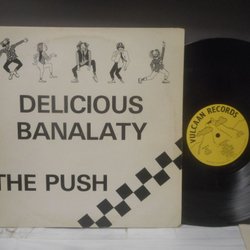 DELICIOUS
BANALATY
THE PUSH
VULCAAN RECORDS